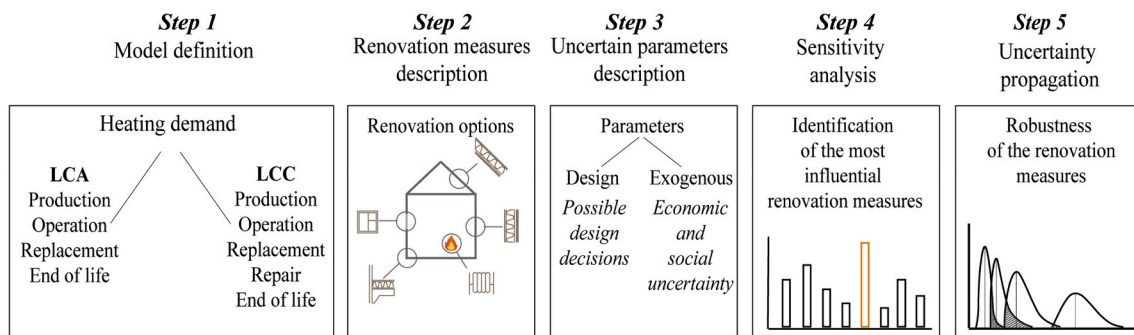 Step 1
Model definition
Heating demand
LCA
Production
Operation
Replacement
End of life
LCC
Production
Operation
Replacement
Repair
End of life
Step 2
Renovation measures
description
Renovation options
Step 3
Uncertain parameters
description
Parameters
Design
Possible
design
decisions
Exogenous
Economic
and
social
uncertainty
Step 4
Sensitivity
analysis
Identification
of the most
influential
renovation measures
Step 5
Uncertainty
propagation
Robustness
of the renovation
measures